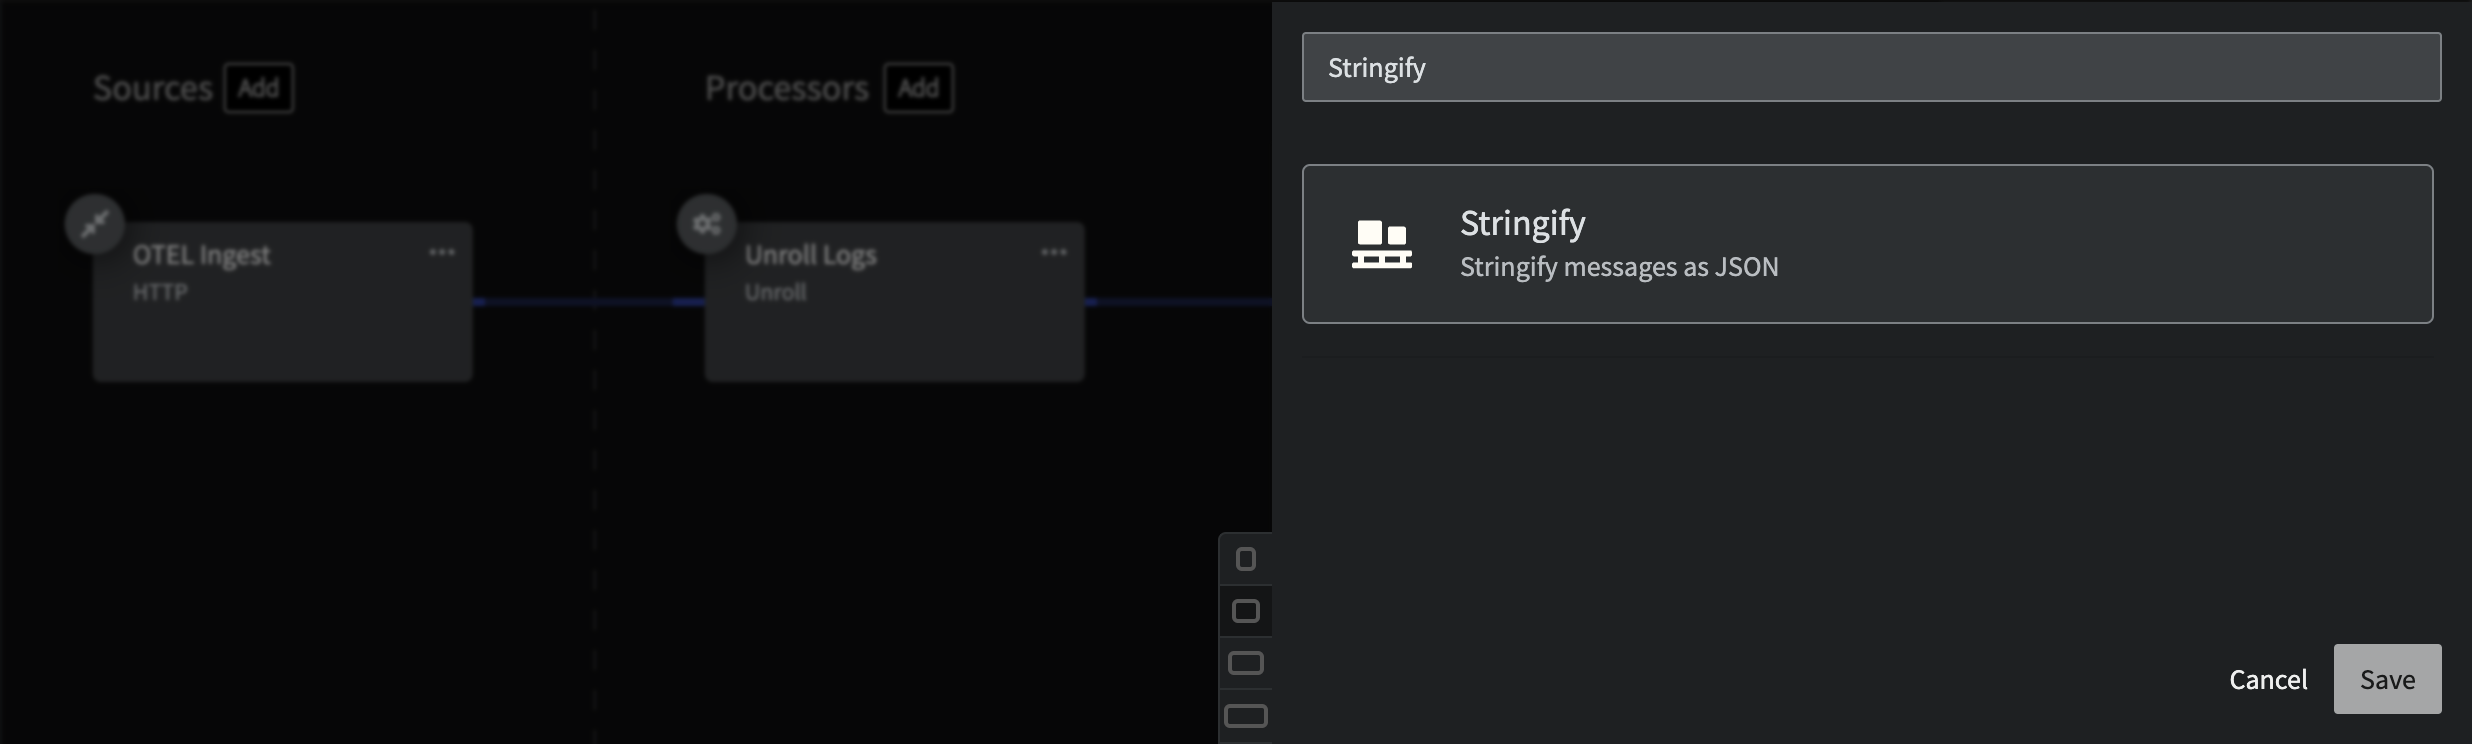 Sources
Add
OTEL Ingest
HTTP
Processors
Add
Unroll Logs
Unroll
Stringify
Stringify
Stringify messages as JSON
Cancel
Save